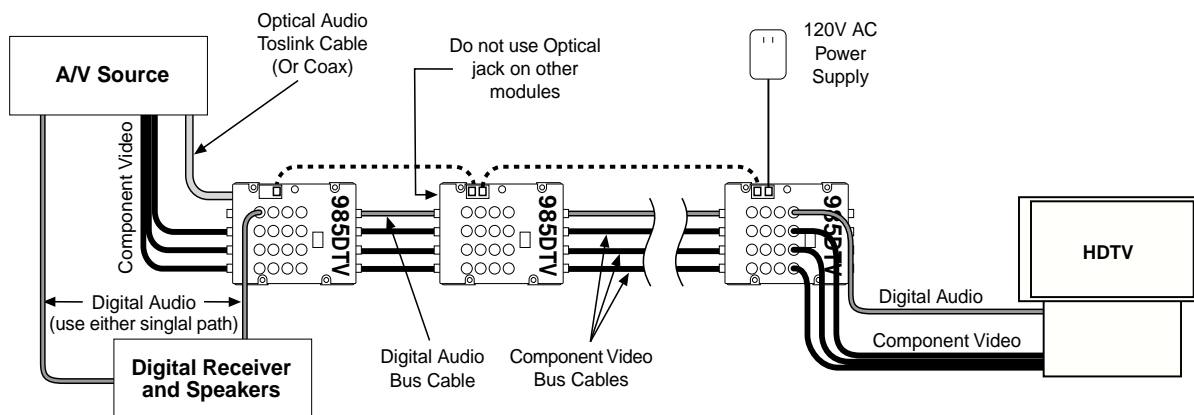 Optical Audio
Toslink Cable
(Or Coax)
A/V Source
Do not use Optical
jack on other
modules
120V AC
Power
Supply
Component Video
985DTV
985DTV
985DTV
HDTV
Digital Audio
(use either singlal path)
Digital Receiver
and Speakers
Digital Audio
Bus Cable
Component Video
Bus Cables
Digital Audio
Component Video